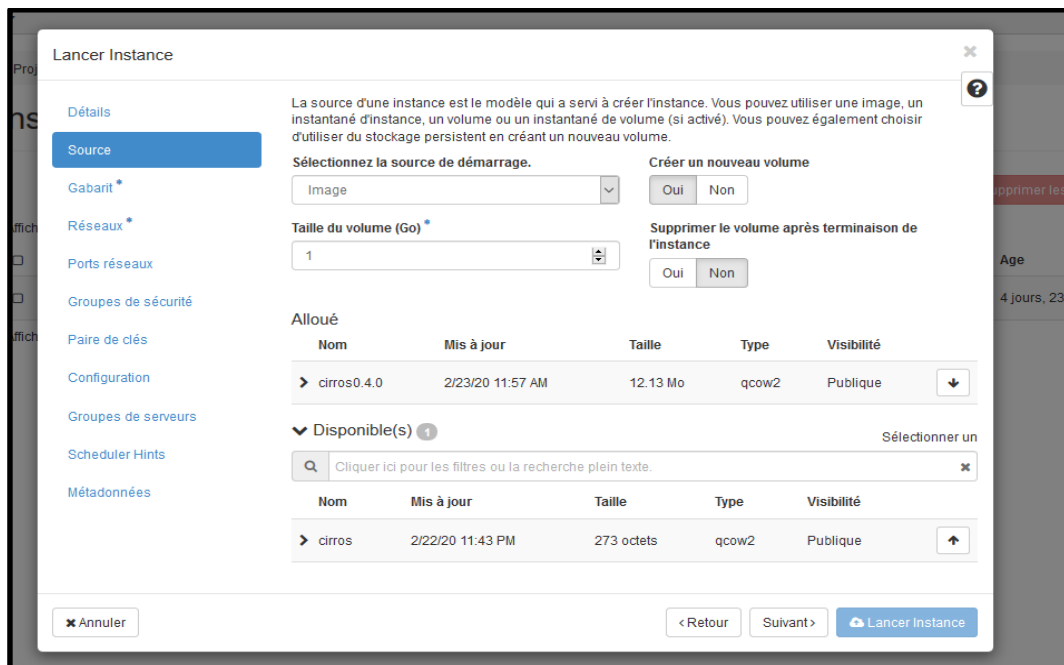 Lancer Instance
Proj
ns
Détails
Source
Gabarit *
Réseaux *
Ports réseaux
Groupes de sécurité
Paire de clés
Configuration
Groupes de serveurs
Scheduler Hints
Métadonnées
La source d'une instance est le modèle qui a servi à créer l'instance. Vous pouvez utiliser une image, un
instantané d'instance, un volume ou un instantané de volume (si activé). Vous pouvez également choisir
d'utiliser du stockage persistent en créant un nouveau volume.
Sélectionnez la source de démarrage.
Image
Créer un nouveau volume
Oui Non
Taille du volume (Go) *
1
Supprimer le volume après terminaison de
l'instance
Oui Non
Alloué
Nom Mis à jour Taille Type Visibilité
cirros0.4.0 2/23/20 11:57 AM 12.13 Mo qcow2 Publique
Disponible(s) 1
Sélectionner un
Cliquer ici pour les filtres ou la recherche plein texte.
Nom Mis à jour Taille Type Visibilité
cirros 2/22/20 11:43 PM 273 octets qcow2 Publique
Annuler
<Retour
Suivant>
Lancer Instance
upprimer les
Age
4 jours, 23
affich
affich